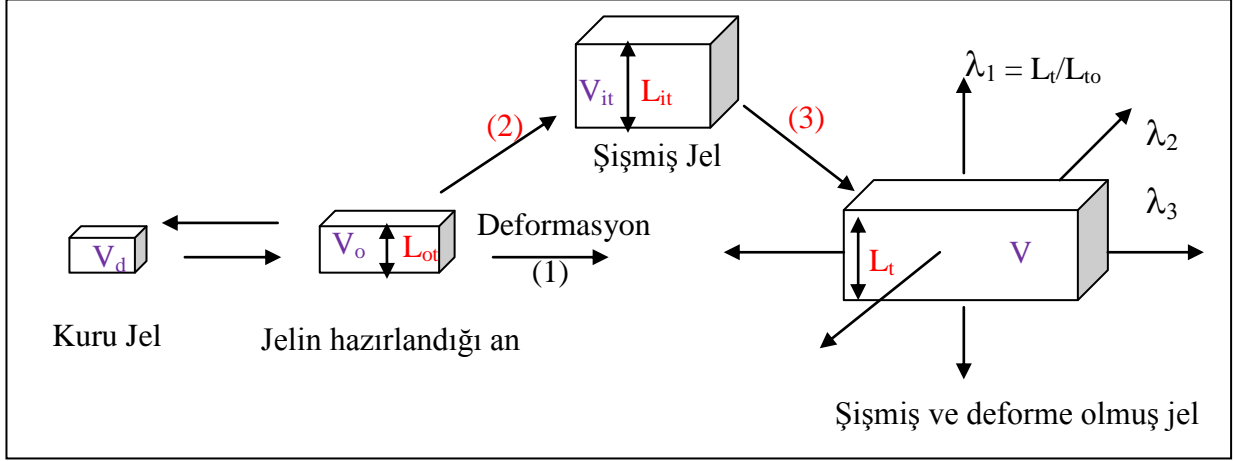 λ1 = Lt/Lto
Vit
Lit
(2)
(3)
Şişmiş Jel
λ2
λ3
Vd
Vo
Lot
Deformasyon
(1)
Lt
V
Kuru Jel
Jelin hazırlandığı an
Şişmiş ve deforme olmuş jel